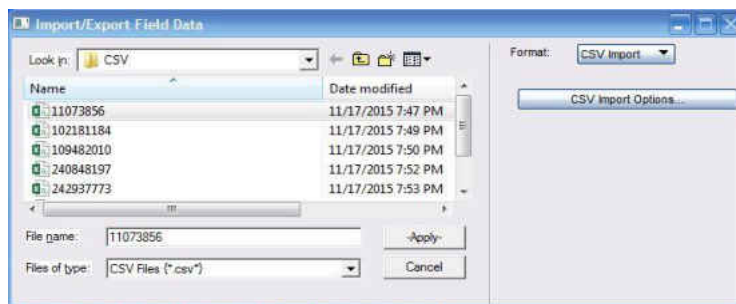 Import/Export Field Data
Look in: CSV
Format: CSV Import
Name Date modified
CSV Import Options...
11073856 11/17/2015 7:47 PM
102181184 11/17/2015 7:49 PM
109482010 11/17/2015 7:50 PM
240848197 11/17/2015 7:52 PM
242937773 11/17/2015 7:53 PM
File name: 11073856 -Apply-
Files of type: CSV Files (*.csv*) Cancel